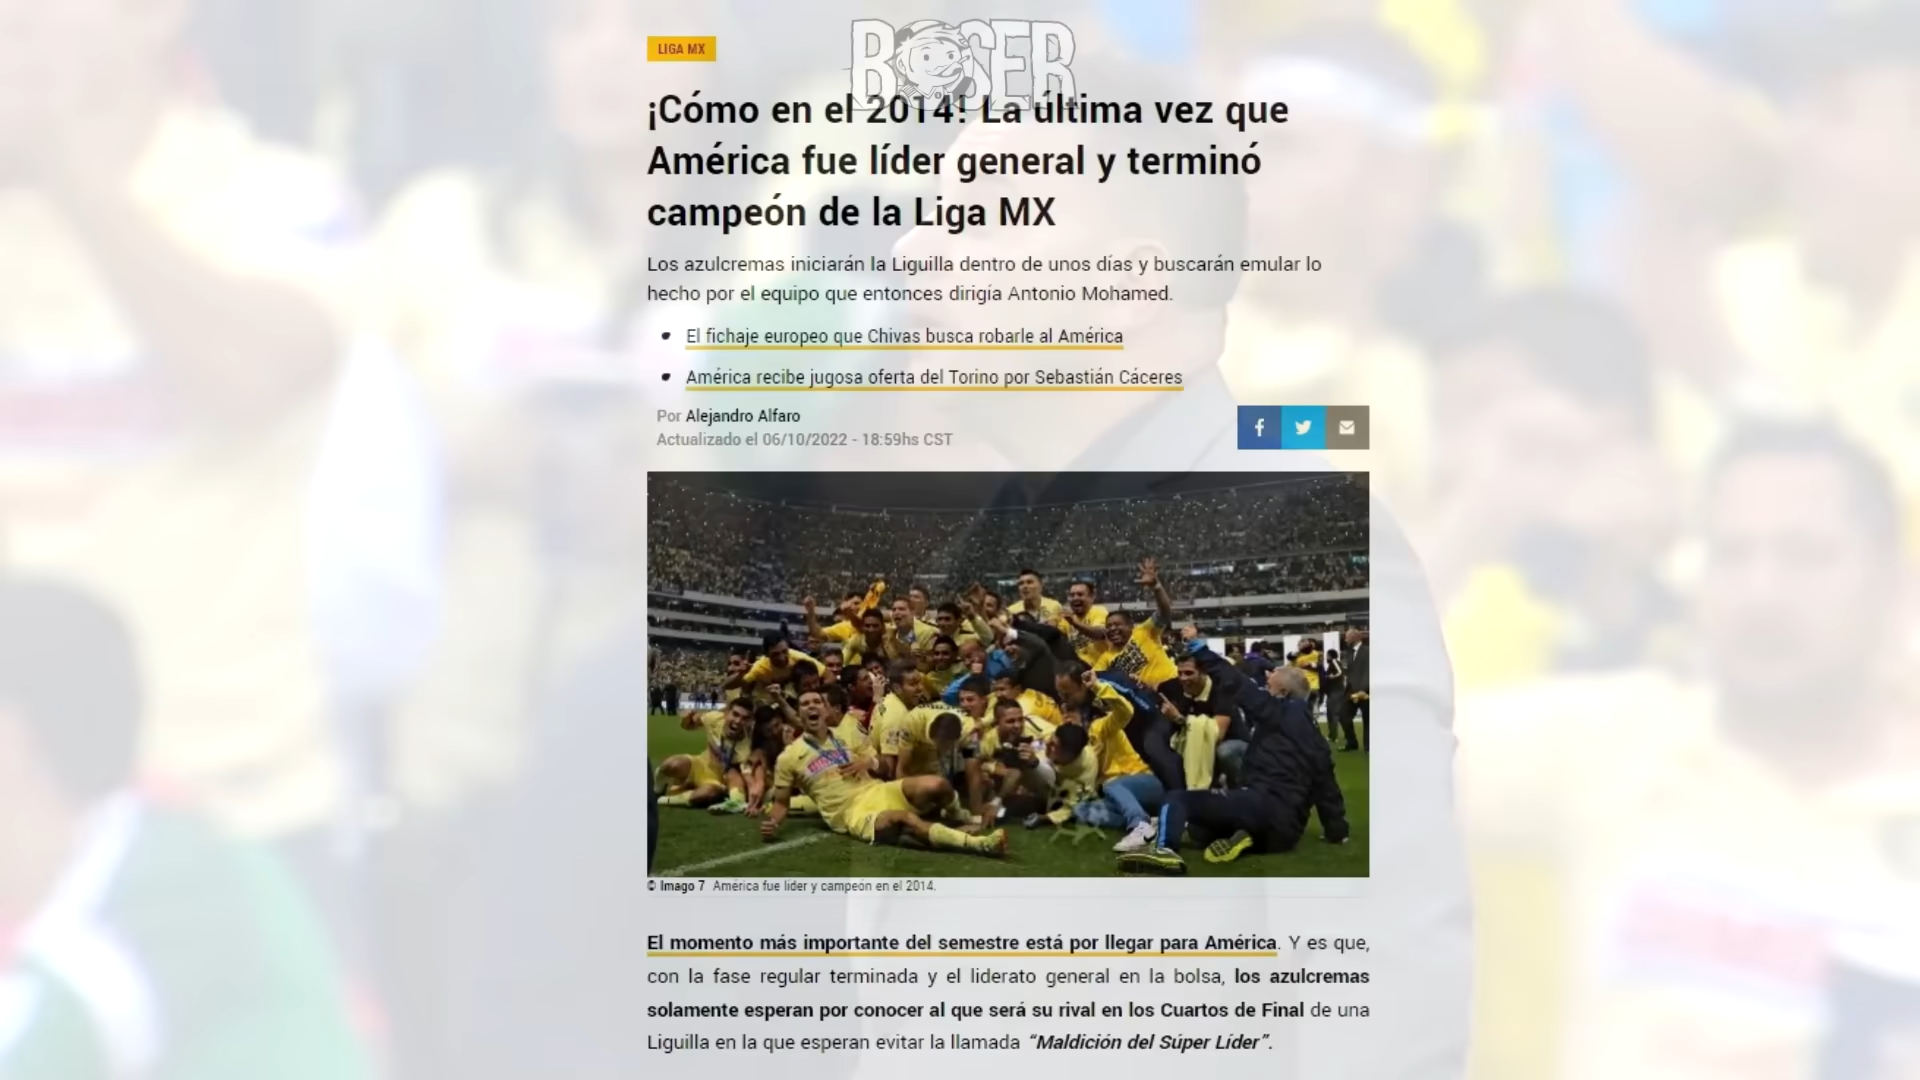 BOSER
LIGA MX
¡Cómo en el 2014! La última vez que
América fue líder general y terminó
campeón de la Liga MX
Los azulcremas iniciarán la Liguilla dentro de unos días y buscarán emular lo
hecho por el equipo que entonces dirigía Antonio Mohamed.
El fichaje europeo que Chivas busca robarle al América
América recibe jugosa oferta del Torino por Sebastián Cáceres
Por Alejandro Alfaro
Actualizado el 06/10/2022 - 18:59hs CST
© Imago 7 América fue líder y campeón en el 2014.
El momento más importante del semestre está por llegar para América. Y es que,
con la fase regular terminada y el liderato general en la bolsa, los azulcremas
solamente esperan por conocer al que será su rival en los Cuartos de Final de una
Liguilla en la que esperan evitar la llamada “Maldición del Súper Líder”.